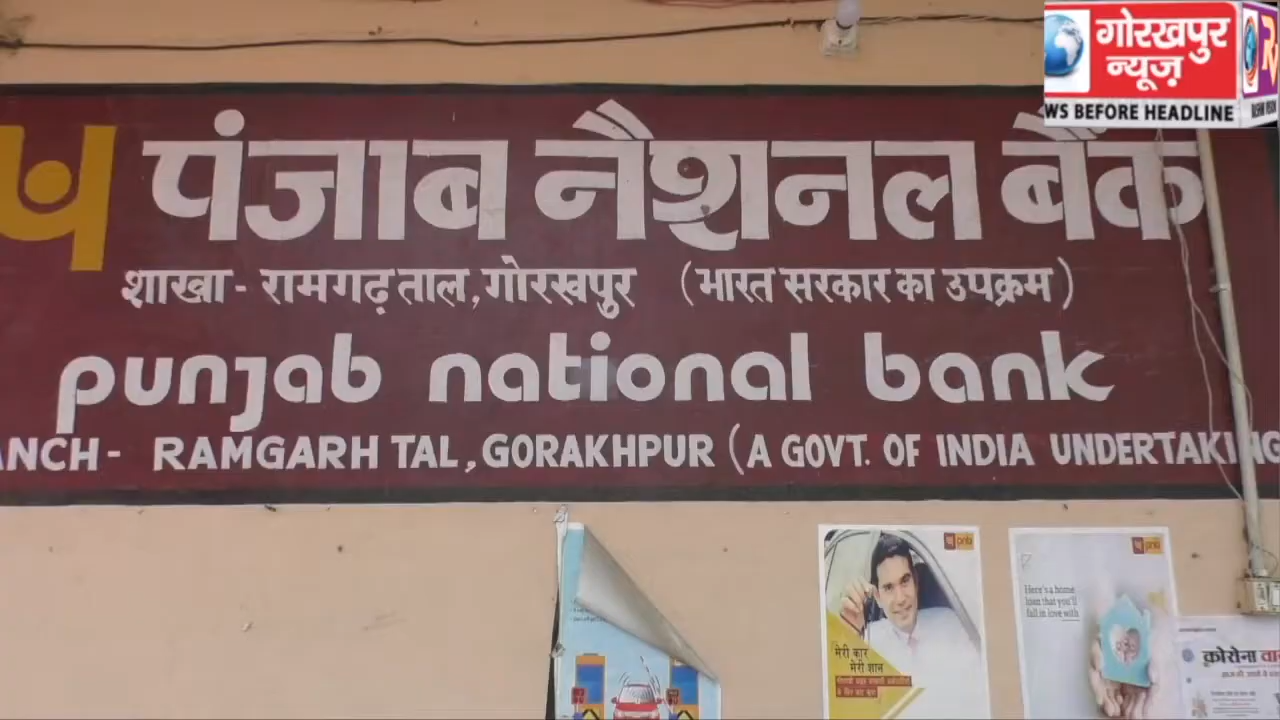 गोरखपुर
न्यूज़
WS BEFORE HEADLINE
पंजाब नैशनल बैंक
शाखा - रामगढ़ ताल, गोरखपुर (भारत सरकार का उपक्रम)
punjab national bank
NCH - RAMGARH TAL, GORAKHPUR (A GOVT. OF INDIA UNDERTAKING
pnb
मेरी कार
मेरी शान
pnb
Here's a home
loan that you'll
fall in love with
कोरोना